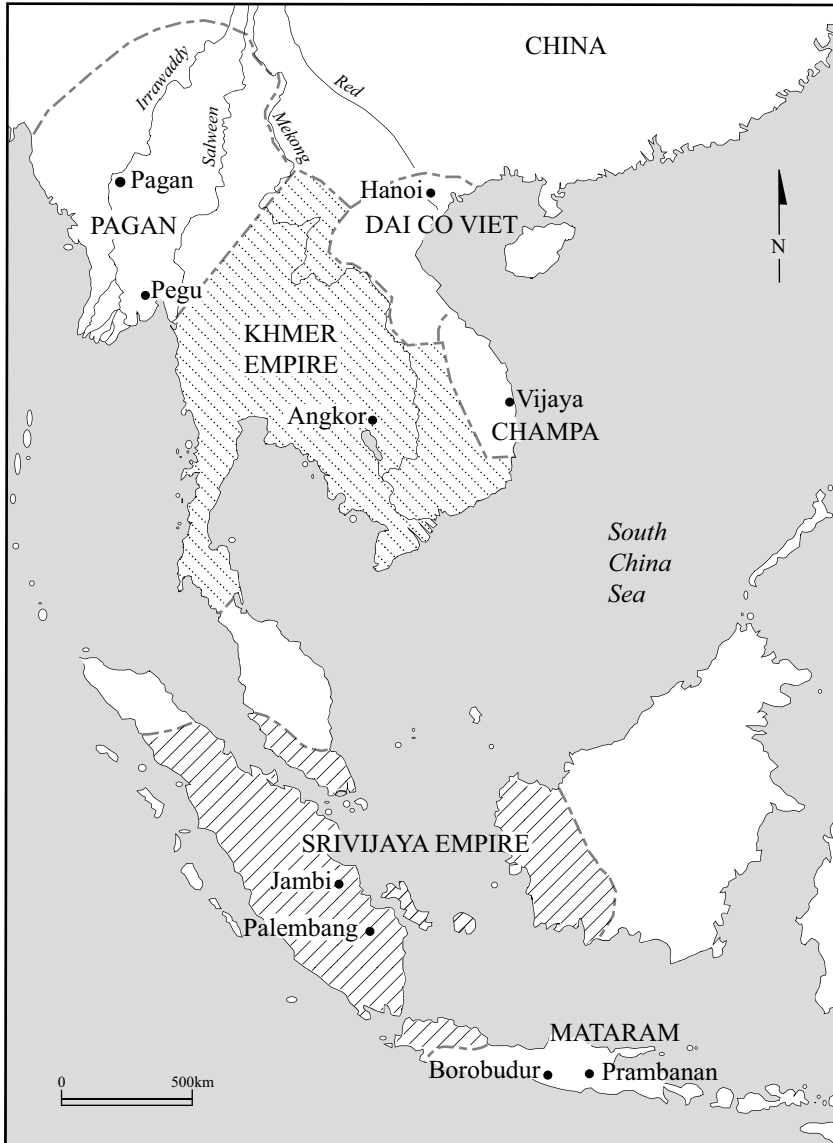 CHINA
Irrawaddy
Salween
Mekong
Red
Pagan
PAGAN
Pegu
Hanoi
DAI CO VIET
N
KHMER
EMPIRE
Angkor
Vijaya
CHAMPA
South
China
Sea
SRIVIJAYA EMPIRE
Jambi
Palembang
MATARAM
Borobudur
Prambanan
0
500km